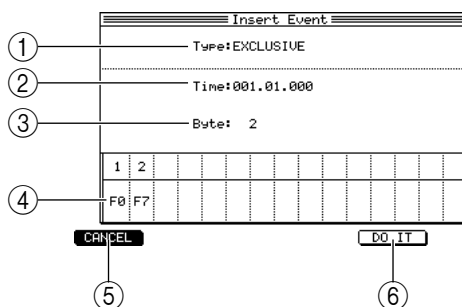 Insert Event
① Type:EXCLUSIVE
② Time:001.01.000
③ Byte: 2
1 2
④ F0 F7
CANCEL DO IT
⑤ ⑥